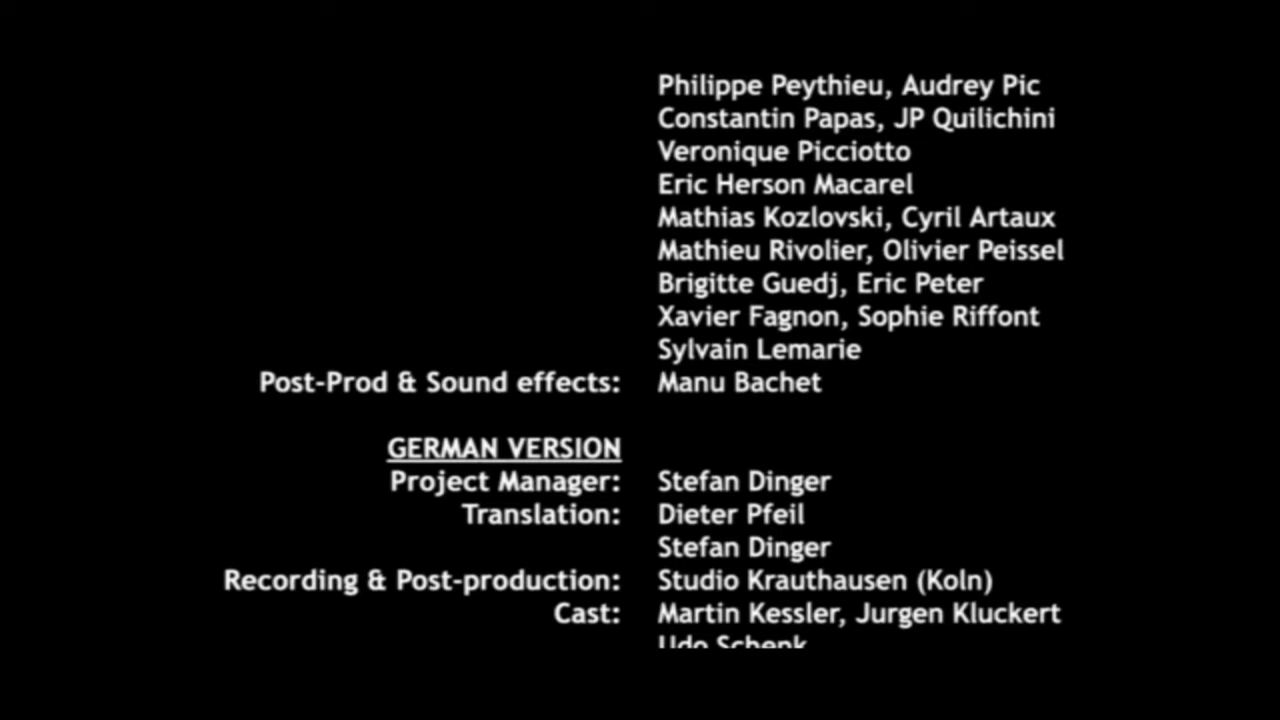 Philippe Peythieu, Audrey Pic
Constantin Papas, JP Quilichini
Veronique Picciotto
Eric Herson Macarel
Mathias Kozlovski, Cyril Artaux
Mathieu Rivolier, Olivier Peissel
Brigitte Guedj, Eric Peter
Xavier Fagnon, Sophie Riffont
Sylvain Lemarie
Post-Prod & Sound effects: Manu Bachet
GERMAN VERSION
Project Manager: Stefan Dinger
Translation: Dieter Pfeil
Stefan Dinger
Recording & Post-production: Studio Krauthausen (Koln)
Cast: Martin Kessler, Jurgen Kluckert
Udo Schenk